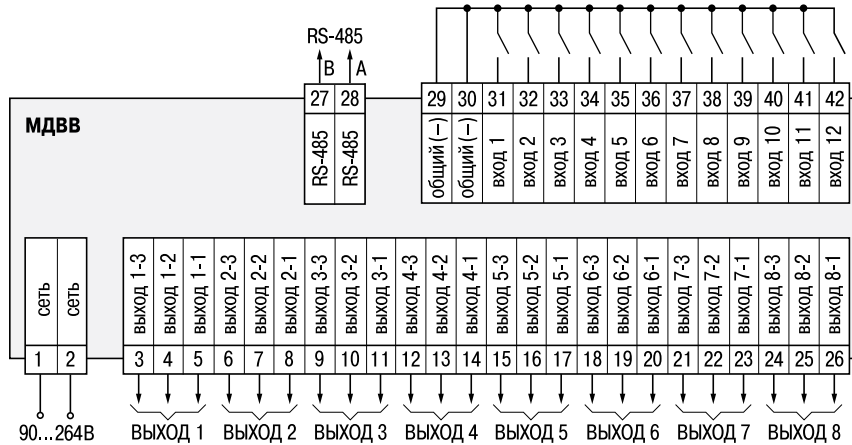 RS-485
B A
27 28 29 30 31 32 33 34 35 36 37 38 39 40 41 42
МДВВ
RS-485 RS-485 общий (–) общий (–) вход 1 вход 2 вход 3 вход 4 вход 5 вход 6 вход 7 вход 8 вход 9 вход 10 вход 11 вход 12
сеть сеть выход 1-3 выход 1-2 выход 1-1 выход 2-3 выход 2-2 выход 2-1 выход 3-3 выход 3-2 выход 3-1 выход 4-3 выход 4-2 выход 4-1 выход 5-3 выход 5-2 выход 5-1 выход 6-3 выход 6-2 выход 6-1 выход 7-3 выход 7-2 выход 7-1 выход 8-3 выход 8-2 выход 8-1
1 2 3 4 5 6 7 8 9 10 11 12 13 14 15 16 17 18 19 20 21 22 23 24 25 26
90...264В ВЫХОД 1 ВЫХОД 2 ВЫХОД 3 ВЫХОД 4 ВЫХОД 5 ВЫХОД 6 ВЫХОД 7 ВЫХОД 8